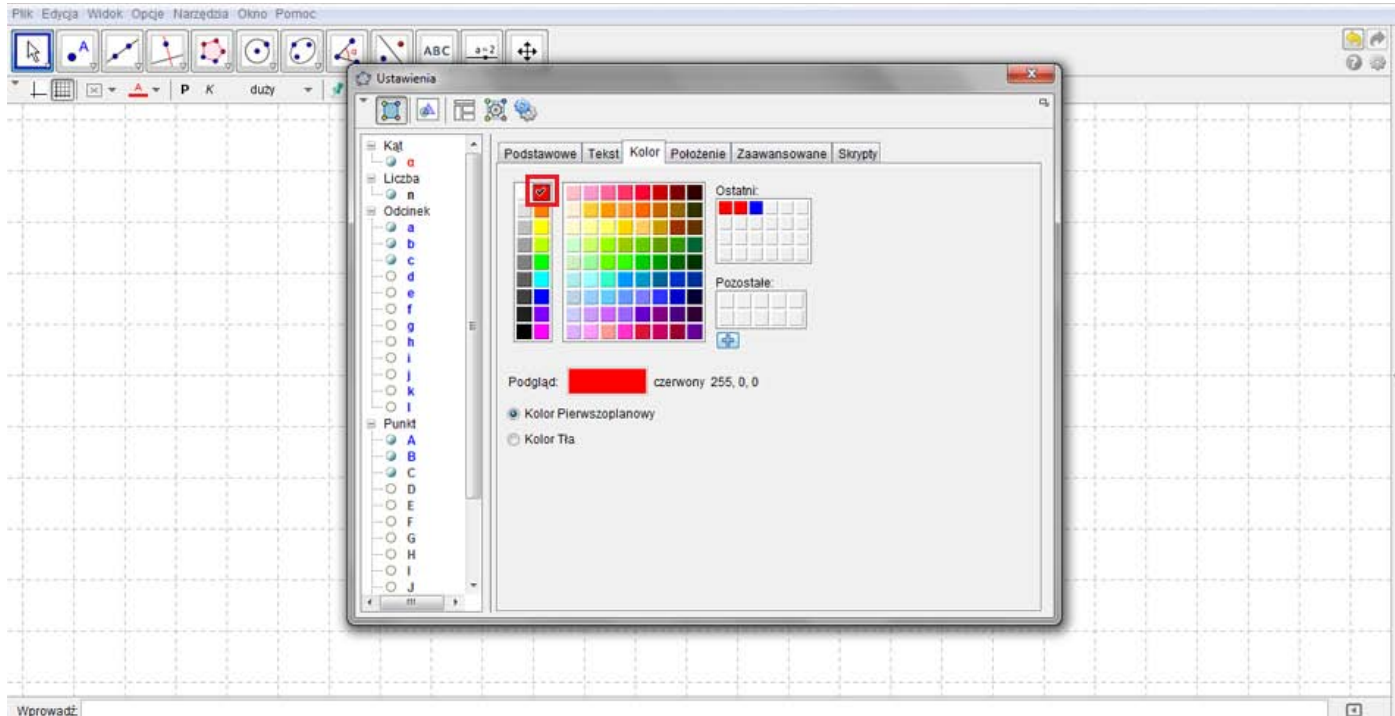 Plik Edycja Widok Opcje Narzędzia Okno Pomoc
A α ABC a=2
A P K duży
Ustawienia
Kąt
α
Liczba
n
Odcinek
a
b
c
d
e
f
g
h
i
j
k
l
Punkt
A
B
C
D
E
F
G
H
I
J
Podstawowe Tekst Kolor Położenie Zaawansowane Skrypty
Ostatni:
Pozostałe:
Podgląd: czerwony 255, 0, 0
Kolor Pierwszoplanowy
Kolor Tła
Wprowadź: